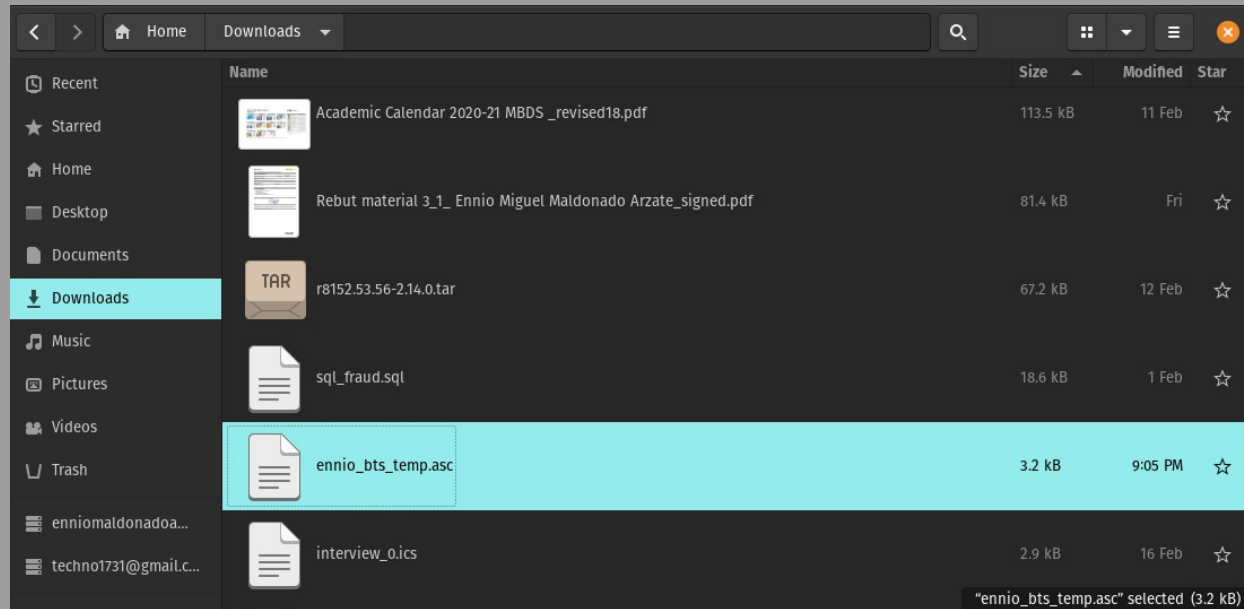 Home Downloads
Name Size Modified Star
Recent
Starred
Home
Desktop
Documents
Downloads
Music
Pictures
Videos
Trash
enniomaldonadoa...
techno1731@gmail.c...
Academic Calendar 2020-21 MBDS _revised18.pdf 113.5 kB 11 Feb
Rebut material 3_1_ Ennio Miguel Maldonado Arzate_signed.pdf 81.4 kB Fri
TAR r8152.53.56-2.14.0.tar 67.2 kB 12 Feb
sql_fraud.sql 18.6 kB 1 Feb
ennio_bts_temp.asc 3.2 kB 9:05 PM
interview_0.ics 2.9 kB 16 Feb
“ennio_bts_temp.asc” selected (3.2 kB)